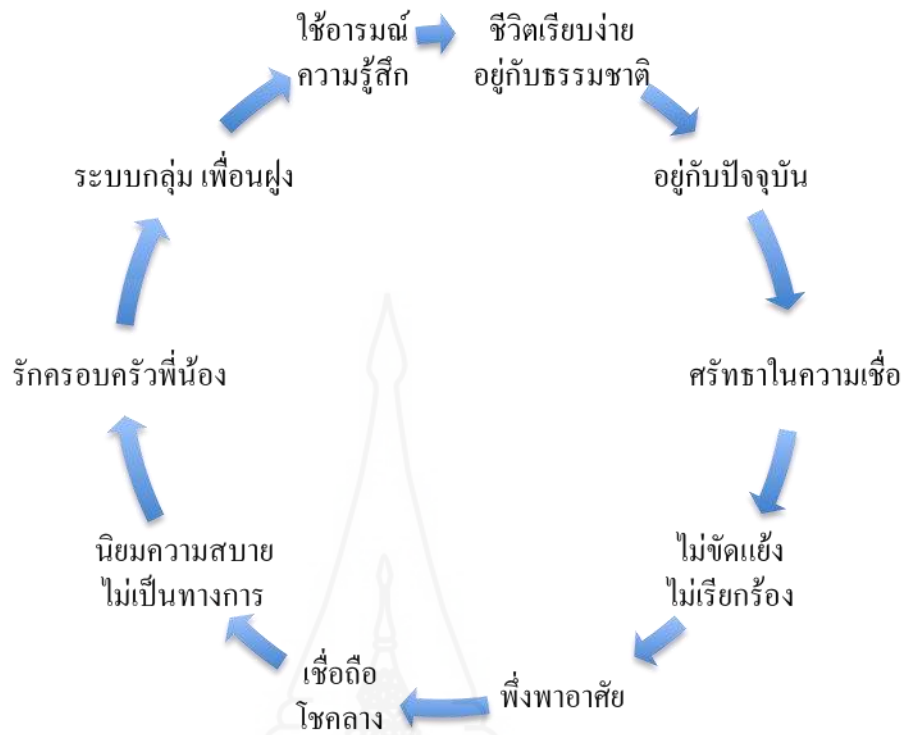 ใช้อารมณ์
ความรู้สึก
ชีวิตเรียบง่าย
อยู่กับธรรมชาติ
อยู่กับปัจจุบัน
ศรัทธาในความเชื่อ
ไม่ขัดแย้ง
ไม่เรียกร้อง
พึ่งพาอาศัย
เชื่อถือ
โชคลาง
นิยมความสบาย
ไม่เป็นทางการ
รักครอบครัวพี่น้อง
ระบบกลุ่ม เพื่อนฝูง